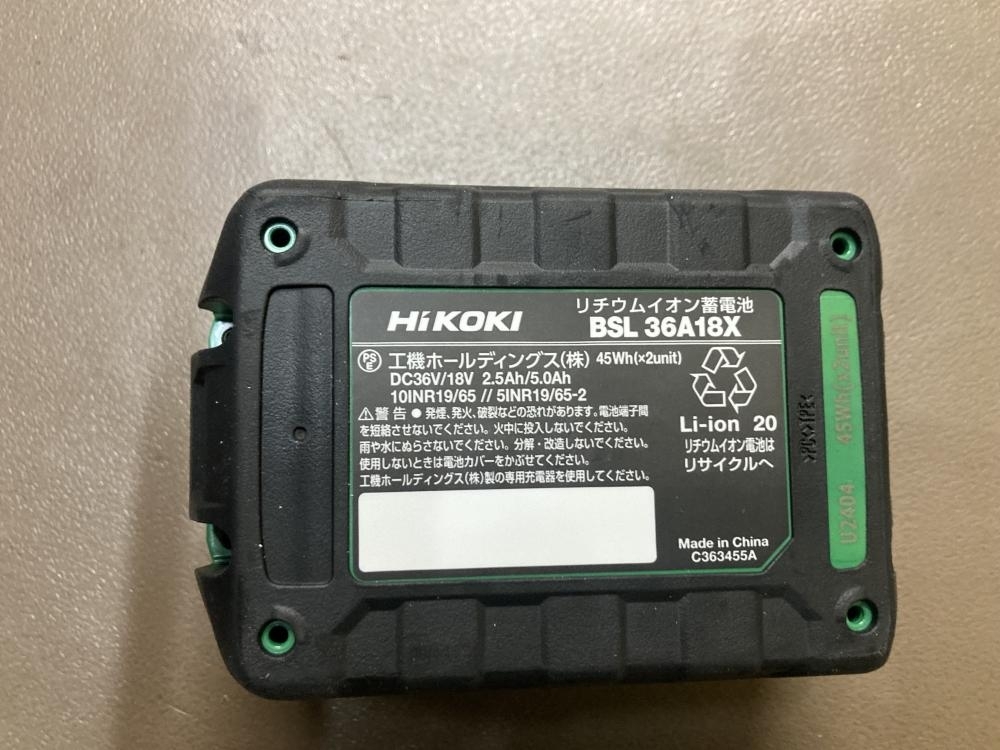 HiKOKI
リチウムイオン蓄電池
BSL 36A18X
PS
E
工機ホールディングス(株) 45Wh(×2unit)
DC36V/18V 2.5Ah/5.0Ah
10INR19/65 // 5INR19/65-2
⚠警告 ● 発煙、発火、破裂などの恐れがあります。電池端子間
を短絡させないでください。火中に投入しないでください。
雨や水にぬらさないでください。分解・改造しないでください。
使用しないときは電池カバーをかぶせてください。
工機ホールディングス(株)製の専用充電器を使用してください。
Li-ion 20
リチウムイオン電池は
リサイクルへ
Made in China
C363455A
>PC<>TPE<
U2404 45Wh(x2unit)